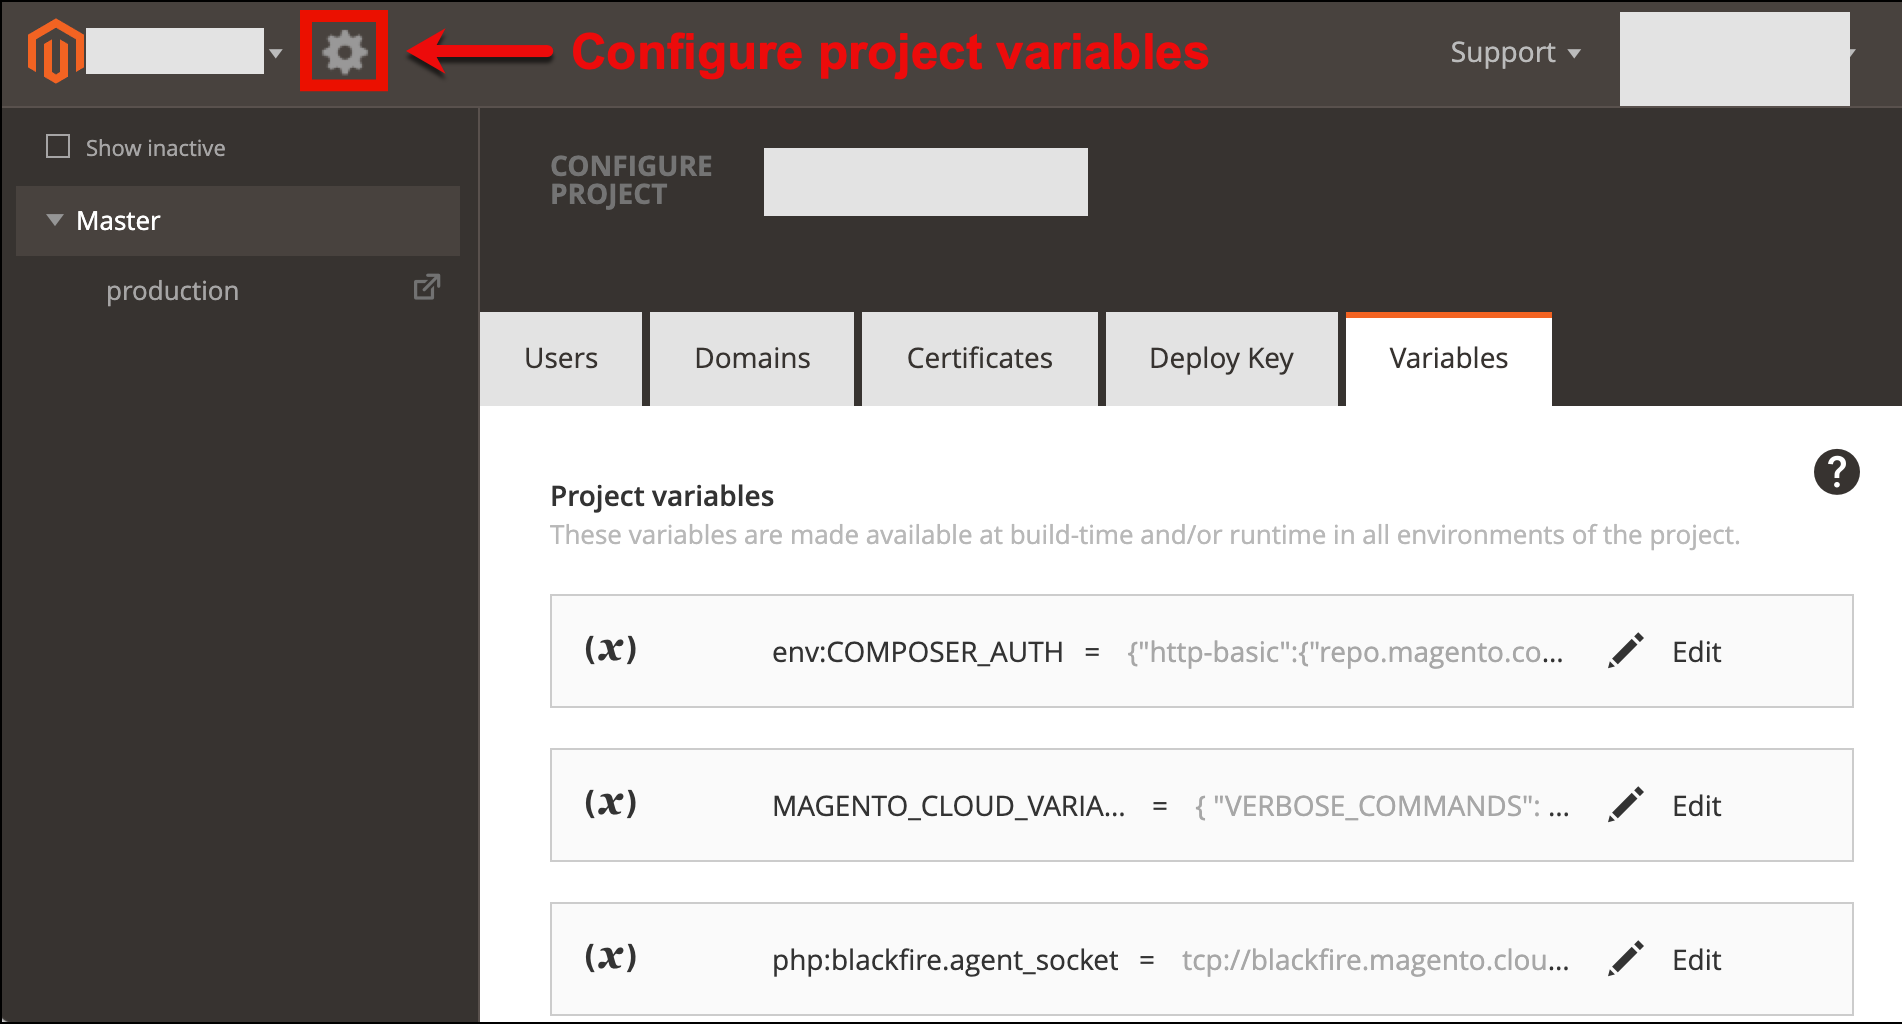 Configure project variables
Support
Show inactive
Master
production
CONFIGURE
PROJECT
Users
Domains
Certificates
Deploy Key
Variables
Project variables
These variables are made available at build-time and/or runtime in all environments of the project.
(x) env:COMPOSER_AUTH = {"http-basic":{"repo.magento.co... Edit
(x) MAGENTO_CLOUD_VARIA... = { "VERBOSE_COMMANDS": ... Edit
(x) php:blackfire.agent_socket = tcp://blackfire.magento.clou... Edit